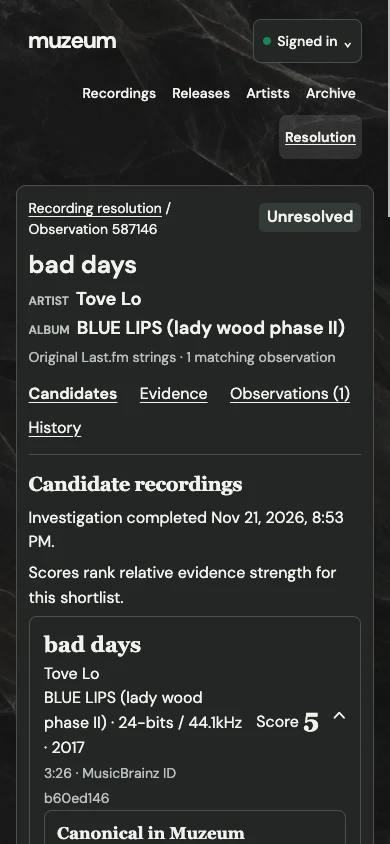 muzeum
Signed in
Recordings Releases Artists Archive
Resolution
Recording resolution /
Observation 587146
Unresolved
bad days
ARTIST Tove Lo
ALBUM BLUE LIPS (lady wood phase II)
Original Last.fm strings · 1 matching observation
Candidates Evidence Observations (1)
History
Candidate recordings
Investigation completed Nov 21, 2026, 8:53
PM.
Scores rank relative evidence strength for
this shortlist.
bad days
Tove Lo
BLUE LIPS (lady wood
phase II) · 24-bits / 44.1kHz
· 2017
Score 5
3:26 · MusicBrainz ID
b60ed146
Canonical in Muzeum